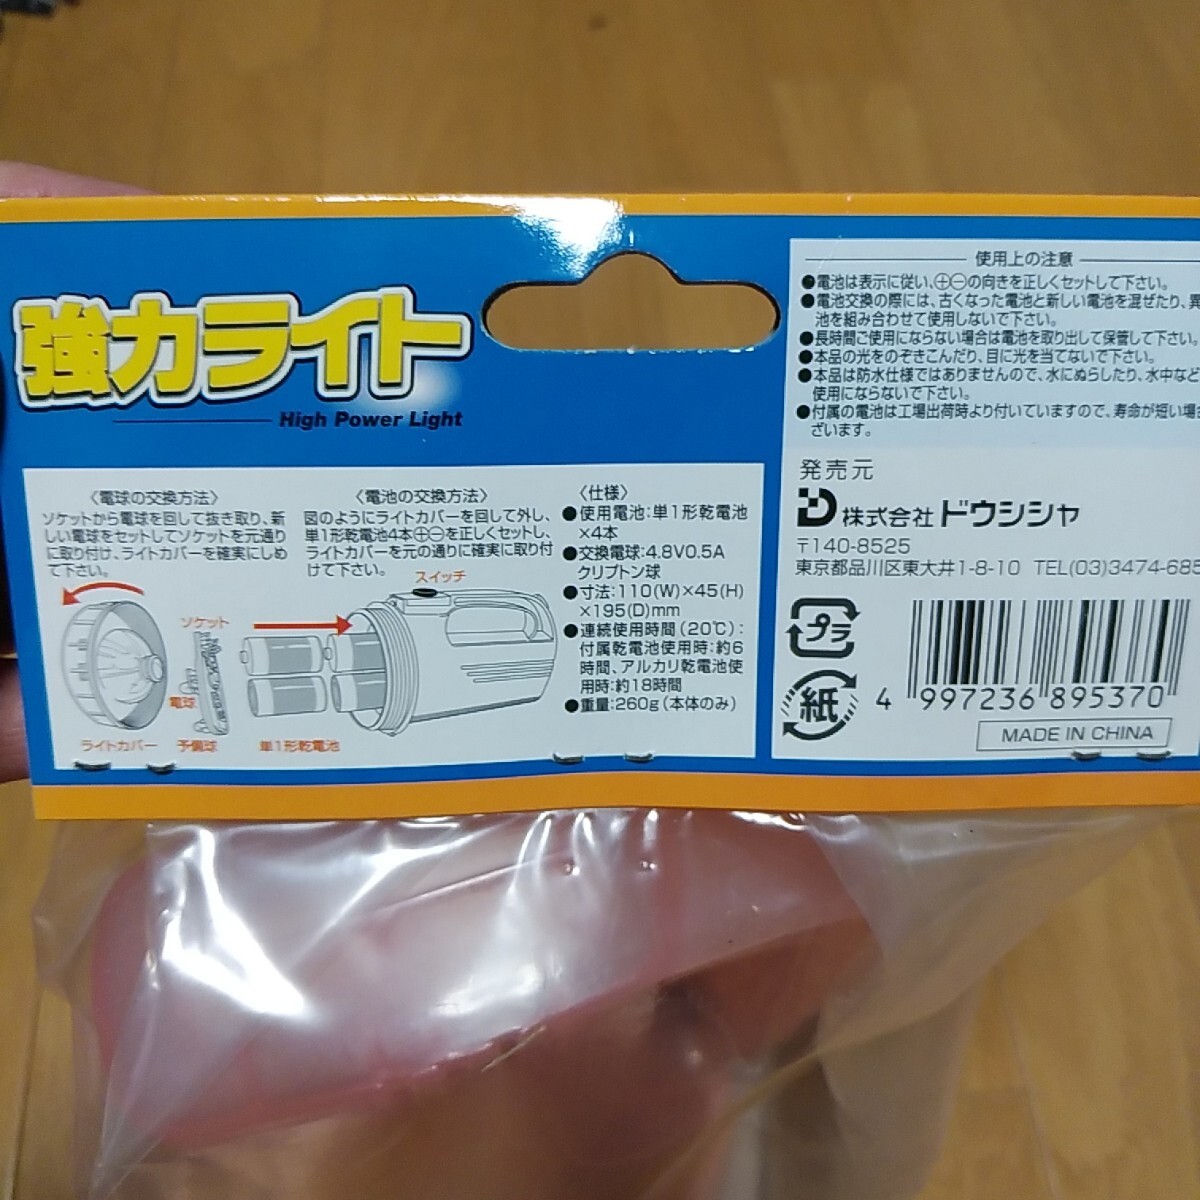 強力ライト
High Power Light
〈電球の交換方法〉
ソケットから電球を回して抜き取り、新
しい電球をセットしてソケットを元通り
に取り付け、ライトカバーを確実にしめ
て下さい。
〈電池の交換方法〉
図のようにライトカバーを回して外し、
単1形乾電池4本⊕⊖を正しくセットし、
ライトカバーを元の通りに確実に取り付
けて下さい。
スイッチ
ソケット
電球
ライトカバー
予備球
単1形乾電池
〈仕様〉
●使用電池：単1形乾電池
×4本
●交換電球：4.8V0.5A
クリプトン球
●寸法：110(W)×45(H)
×195(D)mm
●連続使用時間(20℃)：
付属乾電池使用時：約6
時間、アルカリ乾電池使
用時：約18時間
●重量：260g(本体のみ)
使用上の注意
●電池は表示に従い、⊕⊖の向きを正しくセットして下さい。
●電池交換の際には、古くなった電池と新しい電池を混ぜたり、異
池を組み合わせて使用しないで下さい。
●長時間ご使用にならない場合は電池を取り出して保管して下さい。
●本品の光をのぞきこんだり、目に光を当てないで下さい。
●本品は防水仕様ではありませんので、水にぬらしたり、水中など
使用にならないで下さい。
●付属の電池は工場出荷時より付いていますので、寿命が短い場合
ざいます。
発売元
株式会社ドウシシャ
〒140-8525
東京都品川区東大井1-8-10 TEL(03)3474-685
プラ
紙
4 997236 895370
MADE IN CHINA